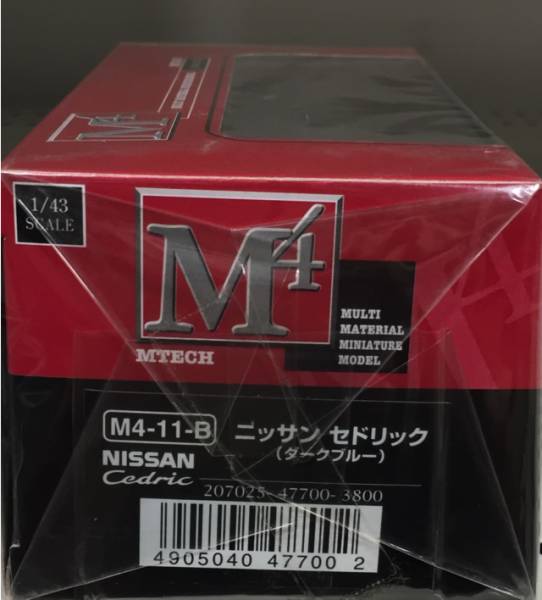 M4
1/43
SCALE
M4
MTECH
MULTI
MATERIAL
MINIATURE
MODEL
M4-11-B ニッサン セドリック
(ダークブルー)
NISSAN
Cedric
207025-47700-3800
4905040 47700 2